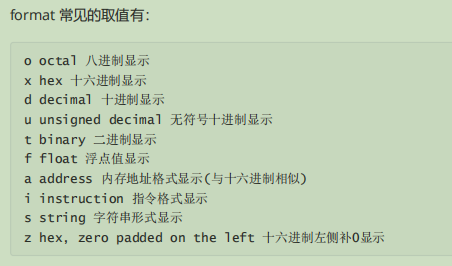 format 常见的取值有：
o octal 八进制显示
x hex 十六进制显示
d decimal 十进制显示
u unsigned decimal 无符号十进制显示
t binary 二进制显示
f float 浮点值显示
a address 内存地址格式显示(与十六进制相似)
i instruction 指令格式显示
s string 字符串形式显示
z hex, zero padded on the left 十六进制左侧补0显示